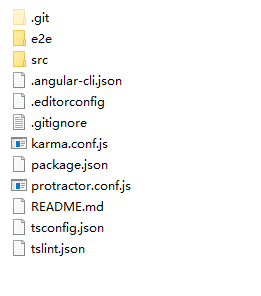 .git
e2e
src
.angular-cli.json
.editorconfig
.gitignore
karma.conf.js
package.json
protractor.conf.js
README.md
tsconfig.json
tslint.json